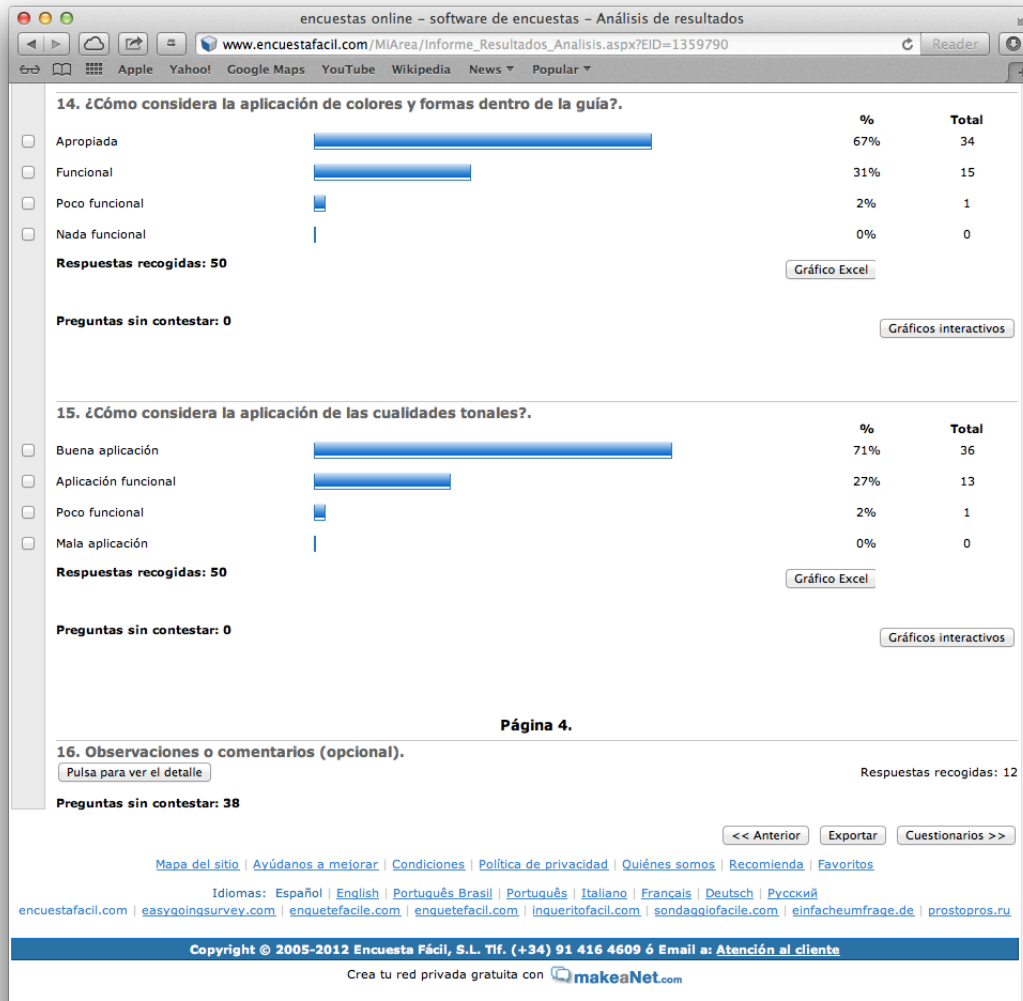 encuestas online – software de encuestas – Análisis de resultados
www.encuestafacil.com/MiArea/Informe_Resultados_Analisis.aspx?EID=1359790 Reader
Apple Yahoo! Google Maps YouTube Wikipedia News Popular
14. ¿Cómo considera la aplicación de colores y formas dentro de la guía?.
% Total
Apropiada 67% 34
Funcional 31% 15
Poco funcional 2% 1
Nada funcional 0% 0
Respuestas recogidas: 50
Gráfico Excel
Preguntas sin contestar: 0
Gráficos interactivos
15. ¿Cómo considera la aplicación de las cualidades tonales?.
% Total
Buena aplicación 71% 36
Aplicación funcional 27% 13
Poco funcional 2% 1
Mala aplicación 0% 0
Respuestas recogidas: 50
Gráfico Excel
Preguntas sin contestar: 0
Gráficos interactivos
Página 4.
16. Observaciones o comentarios (opcional).
Pulsa para ver el detalle Respuestas recogidas: 12
Preguntas sin contestar: 38
<< Anterior Exportar Cuestionarios >>
Mapa del sitio | Ayúdanos a mejorar | Condiciones | Política de privacidad | Quiénes somos | Recomienda | Favoritos
Idiomas: Español | English | Português Brasil | Português | Italiano | Français | Deutsch | Русский
encuestafacil.com | easygoingsurvey.com | enquetefacile.com | enquetefacil.com | inqueritofacil.com | sondaggiofacile.com | einfacheumfrage.de | prostopros.ru
Copyright © 2005-2012 Encuesta Fácil, S.L. Tlf. (+34) 91 416 4609 ó Email a: Atención al cliente
Crea tu red privada gratuita con makeaNet.com